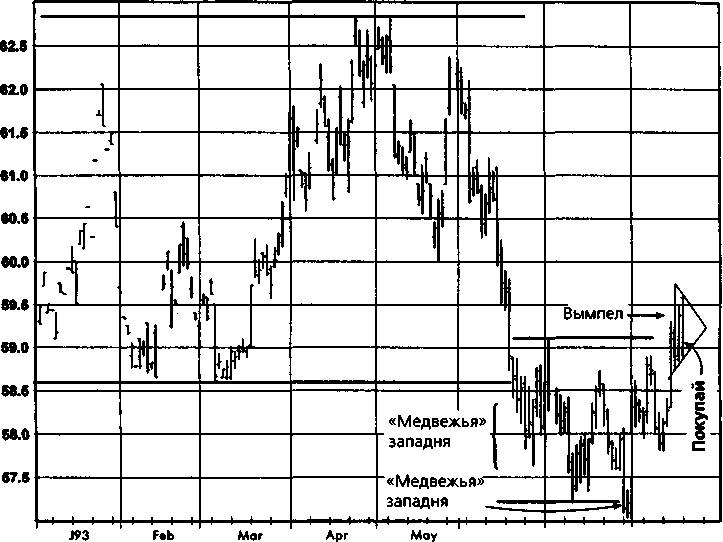 62.5
62.0
61.5
61.0
60.5
60.0
59.5
59.0
58.5
58.0
57.5
Вымпел
Покупай
«Медвежья»
западня
«Медвежья»
западня
J93 Feb Mar Apr May